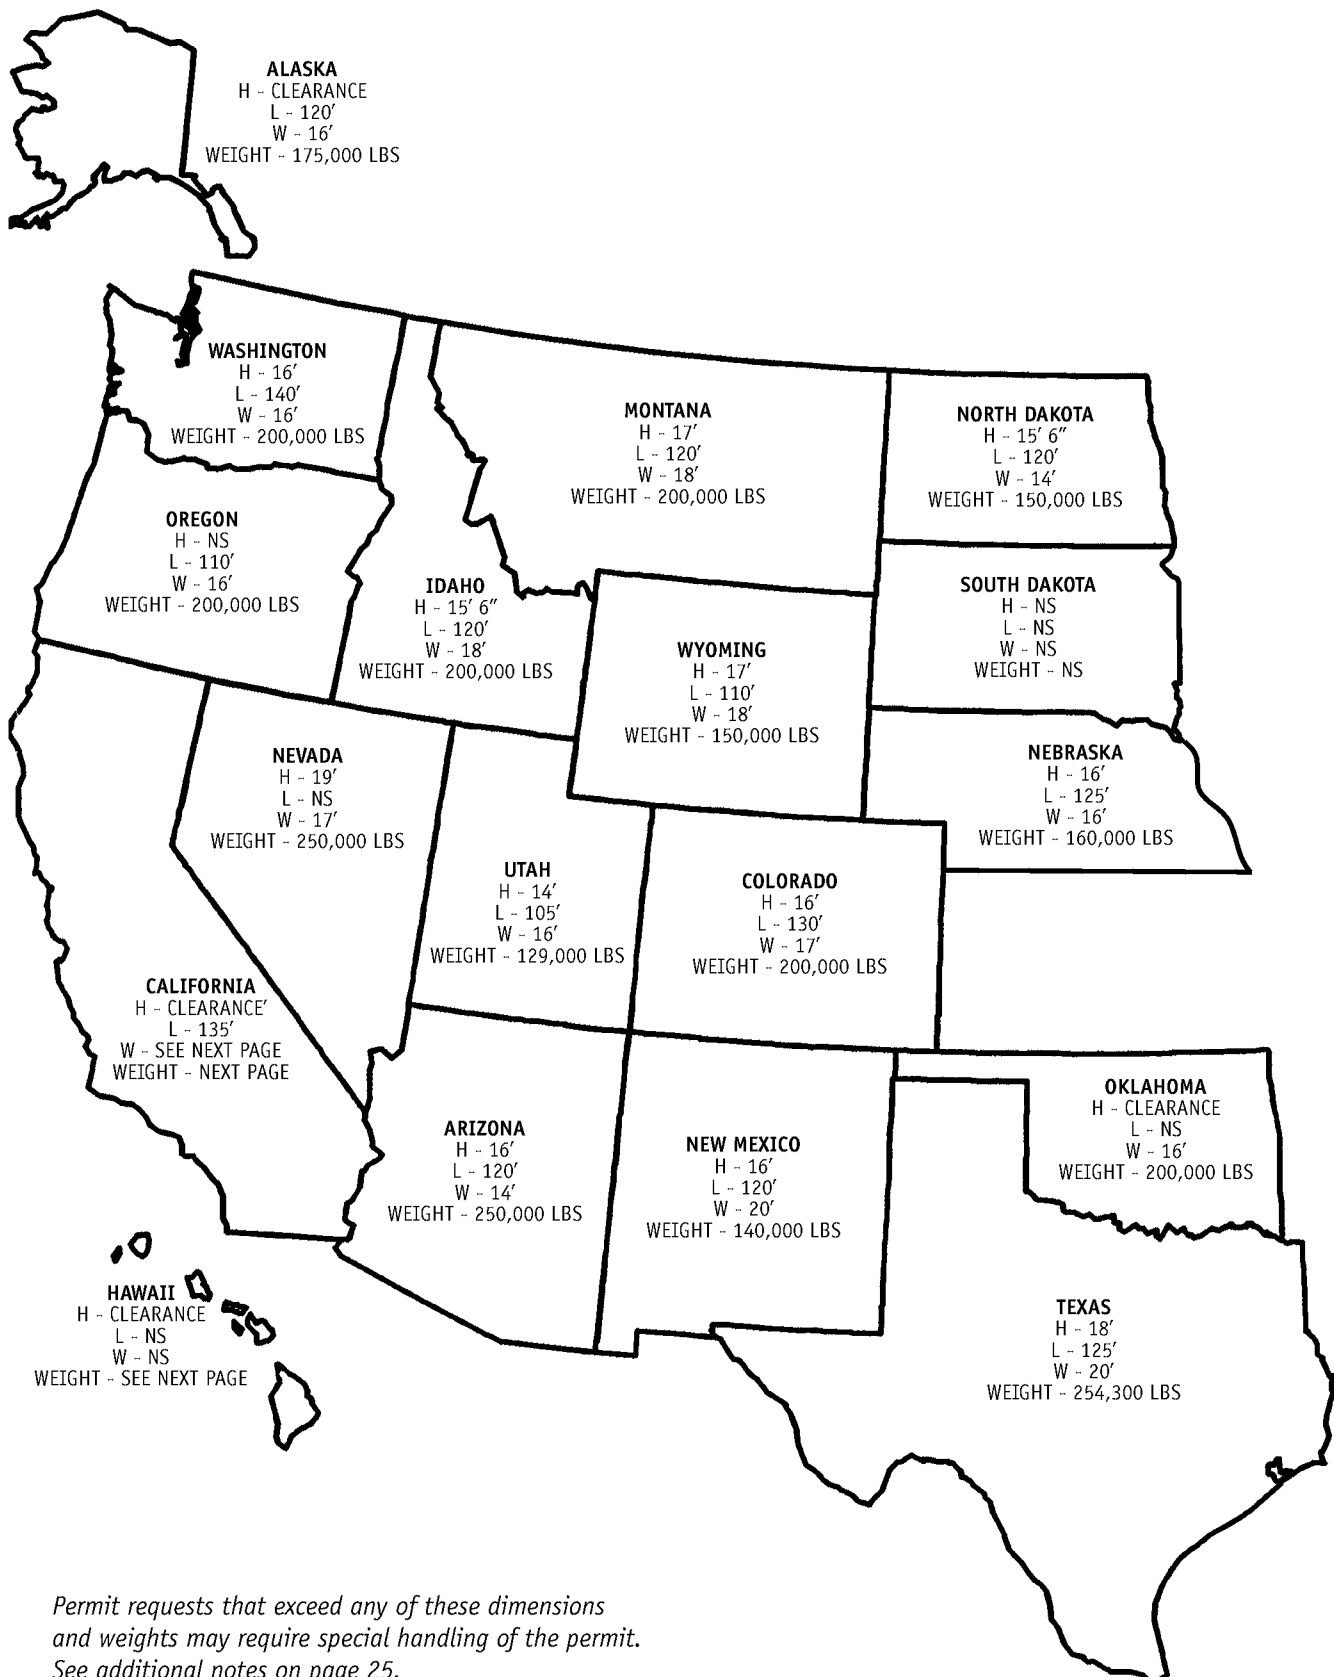 ALASKA
H - CLEARANCE
L - 120′
W - 16′
WEIGHT - 175,000 LBS
WASHINGTON
H - 16′
L - 140′
W - 16′
WEIGHT - 200,000 LBS
MONTANA
H - 17′
L - 120′
W - 18′
WEIGHT - 200,000 LBS
NORTH DAKOTA
H - 15′ 6″
L - 120′
W - 14′
WEIGHT - 150,000 LBS
OREGON
H - NS
L - 110′
W - 16′
WEIGHT - 200,000 LBS
IDAHO
H - 15′ 6″
L - 120′
W - 18′
WEIGHT - 200,000 LBS
SOUTH DAKOTA
H - NS
L - NS
W - NS
WEIGHT - NS
WYOMING
H - 17′
L - 110′
W - 18′
WEIGHT - 150,000 LBS
NEVADA
H - 19′
L - NS
W - 17′
WEIGHT - 250,000 LBS
NEBRASKA
H - 16′
L - 125′
W - 16′
WEIGHT - 160,000 LBS
UTAH
H - 14′
L - 105′
W - 16′
WEIGHT - 129,000 LBS
COLORADO
H - 16′
L - 130′
W - 17′
WEIGHT - 200,000 LBS
CALIFORNIA
H - CLEARANCE′
L - 135′
W - SEE NEXT PAGE
WEIGHT - NEXT PAGE
ARIZONA
H - 16′
L - 120′
W - 14′
WEIGHT - 250,000 LBS
NEW MEXICO
H - 16′
L - 120′
W - 20′
WEIGHT - 140,000 LBS
OKLAHOMA
H - CLEARANCE
L - NS
W - 16′
WEIGHT - 200,000 LBS
HAWAII
H - CLEARANCE
L - NS
W - NS
WEIGHT - SEE NEXT PAGE
TEXAS
H - 18′
L - 125′
W - 20′
WEIGHT - 254,300 LBS
Permit requests that exceed any of these dimensions
and weights may require special handling of the permit.
See additional notes on page 25.